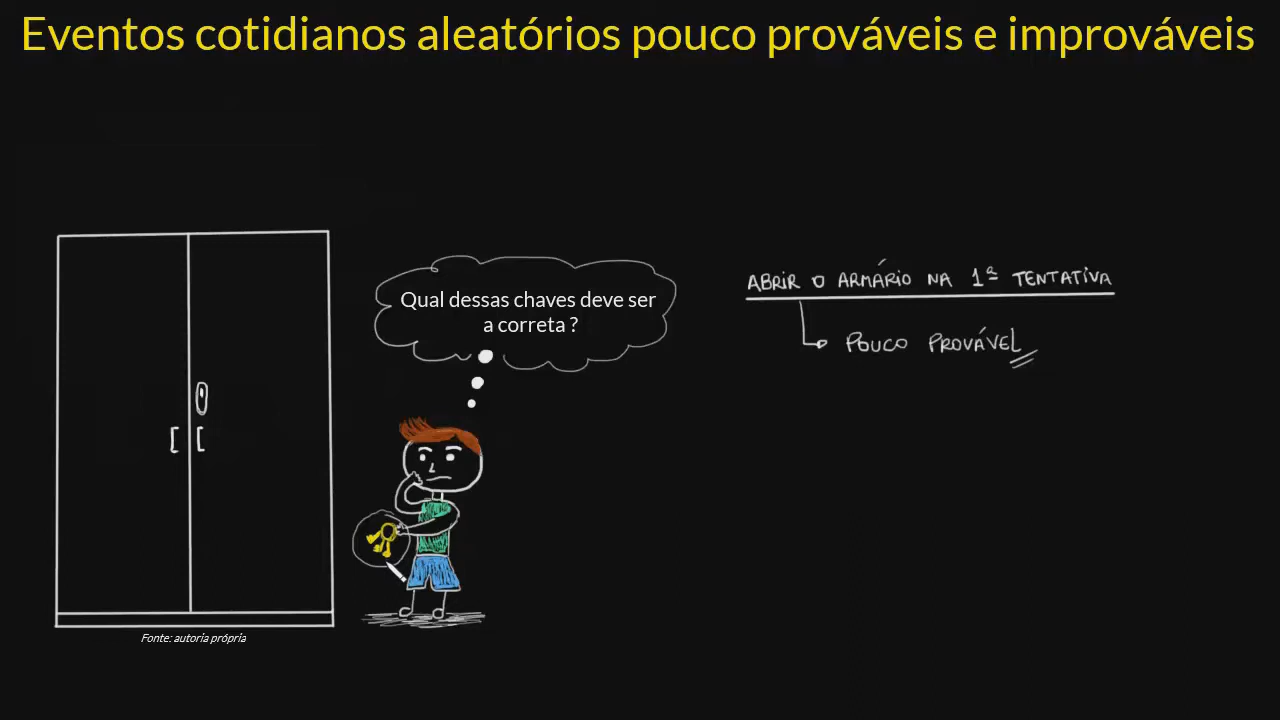 Eventos cotidianos aleatórios pouco prováveis e improváveis
Qual dessas chaves deve ser
a correta ?
ABRIR O ARMÁRIO NA 1ª TENTATIVA
POUCO PROVÁVEL
Fonte: autoria própria